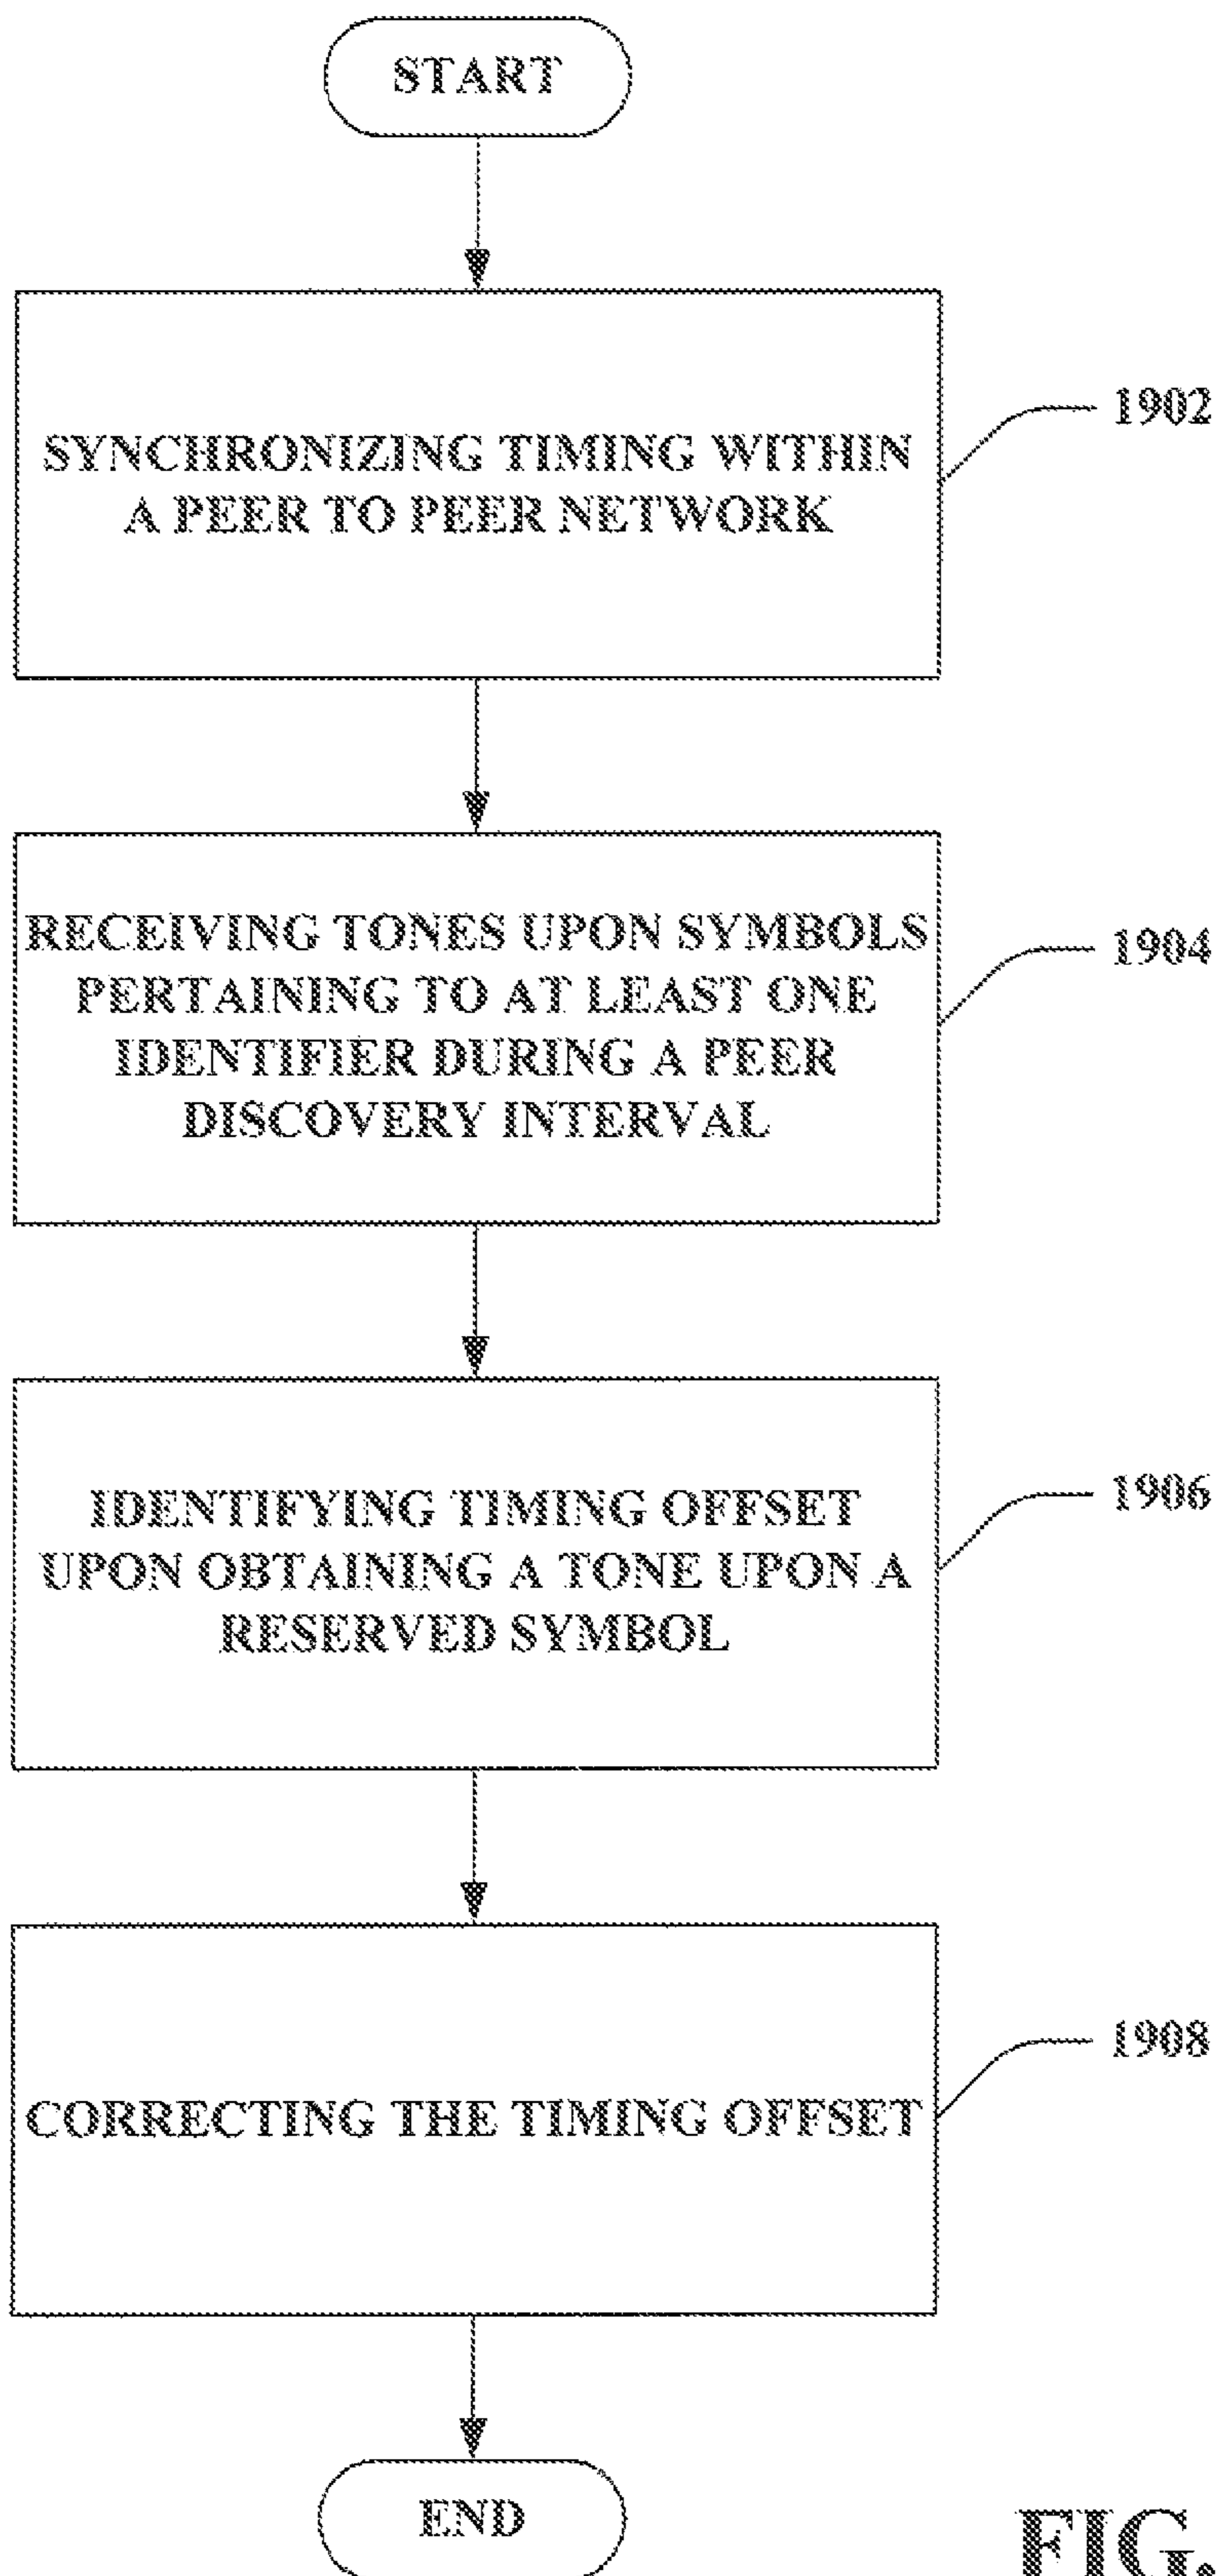 START
SYNCHRONIZING TIMING WITHIN
A PEER TO PEER NETWORK
1902
RECEIVING TONES UPON SYMBOLS
PERTAINING TO AT LEAST ONE
IDENTIFIER DURING A PEER
DISCOVERY INTERVAL
1904
IDENTIFYING TIMING OFFSET
UPON OBTAINING A TONE UPON A
RESERVED SYMBOL
1906
CORRECTING THE TIMING OFFSET
1908
END
FIG.